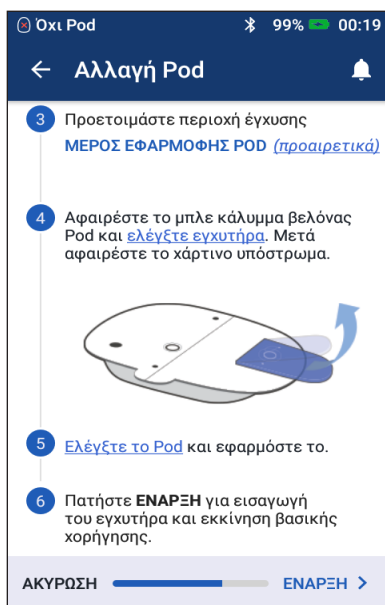 Όχι Pod 99% 00:19
Αλλαγή Pod
3 Προετοιμάστε περιοχή έγχυσης
ΜΕΡΟΣ ΕΦΑΡΜΟΦΗΣ POD (προαιρετικά)
4 Αφαιρέστε το μπλε κάλυμμα βελόνας
Pod και ελέγξτε εγχυτήρα. Μετά
αφαιρέστε το χάρτινο υπόστρωμα.
5 Ελέγξτε το Pod και εφαρμόστε το.
6 Πατήστε ΕΝΑΡΞΗ για εισαγωγή
του εγχυτήρα και εκκίνηση βασικής
χορήγησης.
ΑΚΥΡΩΣΗ ΕΝΑΡΞΗ